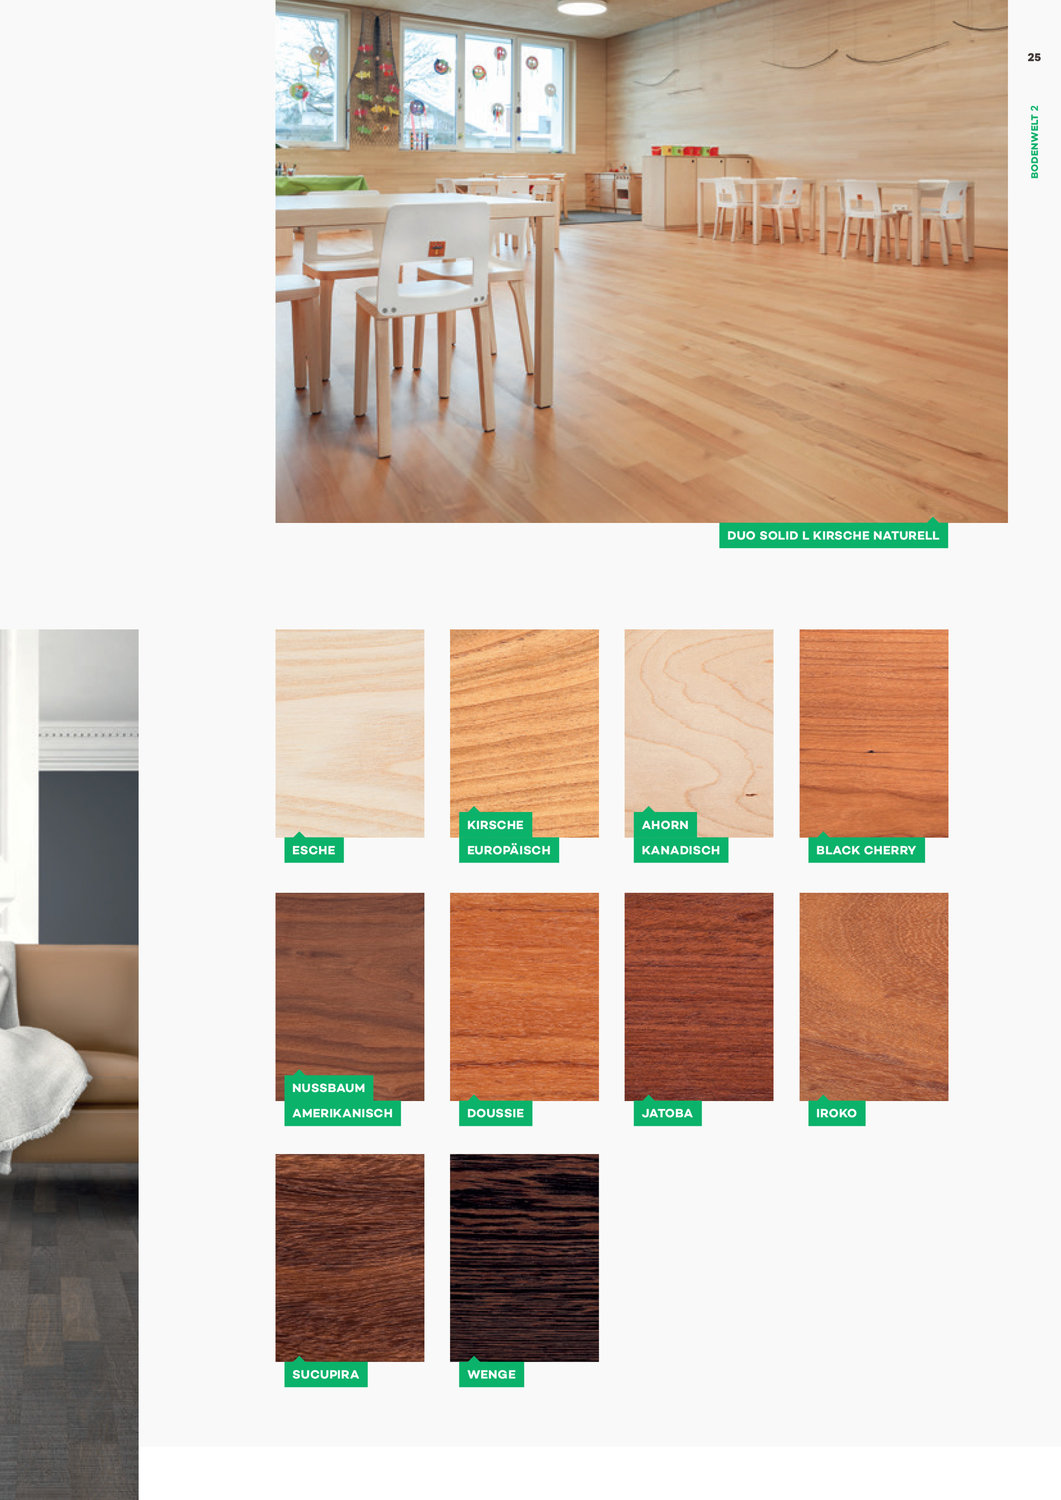 25
BODENWELT 2
DUO SOLID L KIRSCHE NATURELL
ESCHE
KIRSCHE
EUROPÄISCH
AHORN
KANADISCH
BLACK CHERRY
NUSSBAUM
AMERIKANISCH
DOUSSIE
JATOBA
IROKO
SUCUPIRA
WENGE